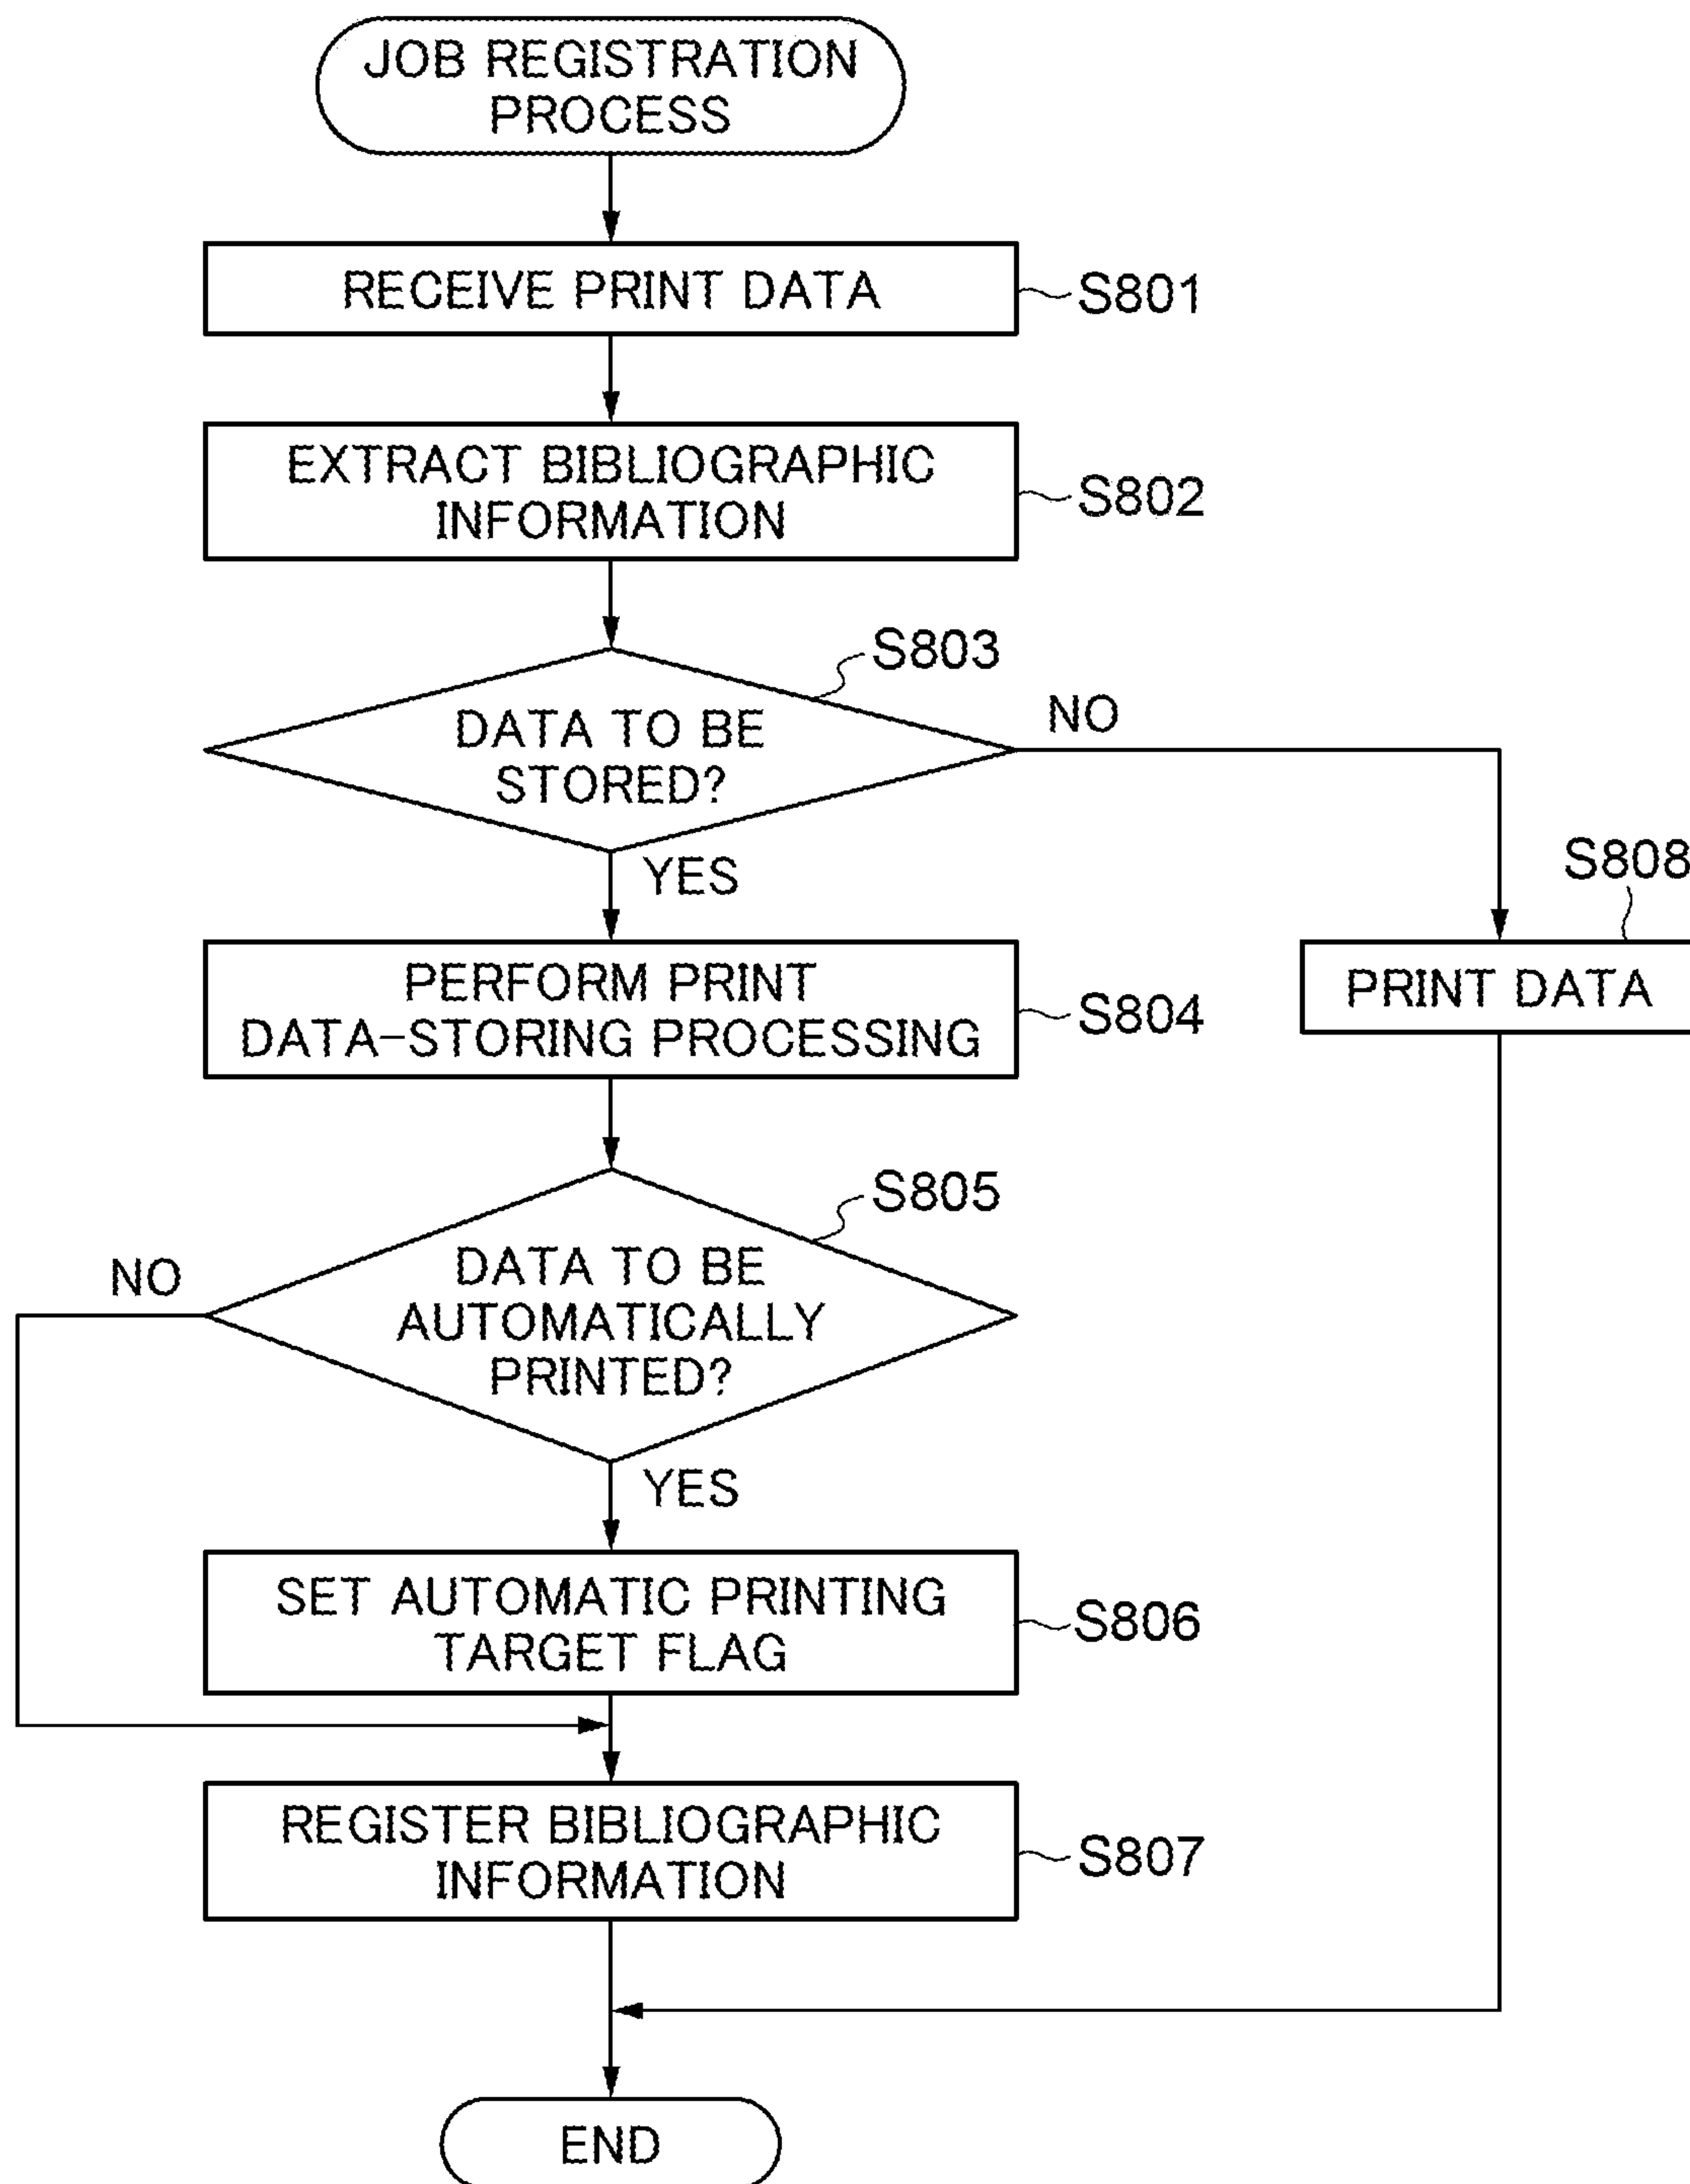 JOB REGISTRATION
PROCESS
RECEIVE PRINT DATA
S801
EXTRACT BIBLIOGRAPHIC
INFORMATION
S802
S803
DATA TO BE
STORED?
NO
YES
S808
PRINT DATA
PERFORM PRINT
DATA-STORING PROCESSING
S804
S805
DATA TO BE
AUTOMATICALLY
PRINTED?
NO
YES
SET AUTOMATIC PRINTING
TARGET FLAG
S806
REGISTER BIBLIOGRAPHIC
INFORMATION
S807
END